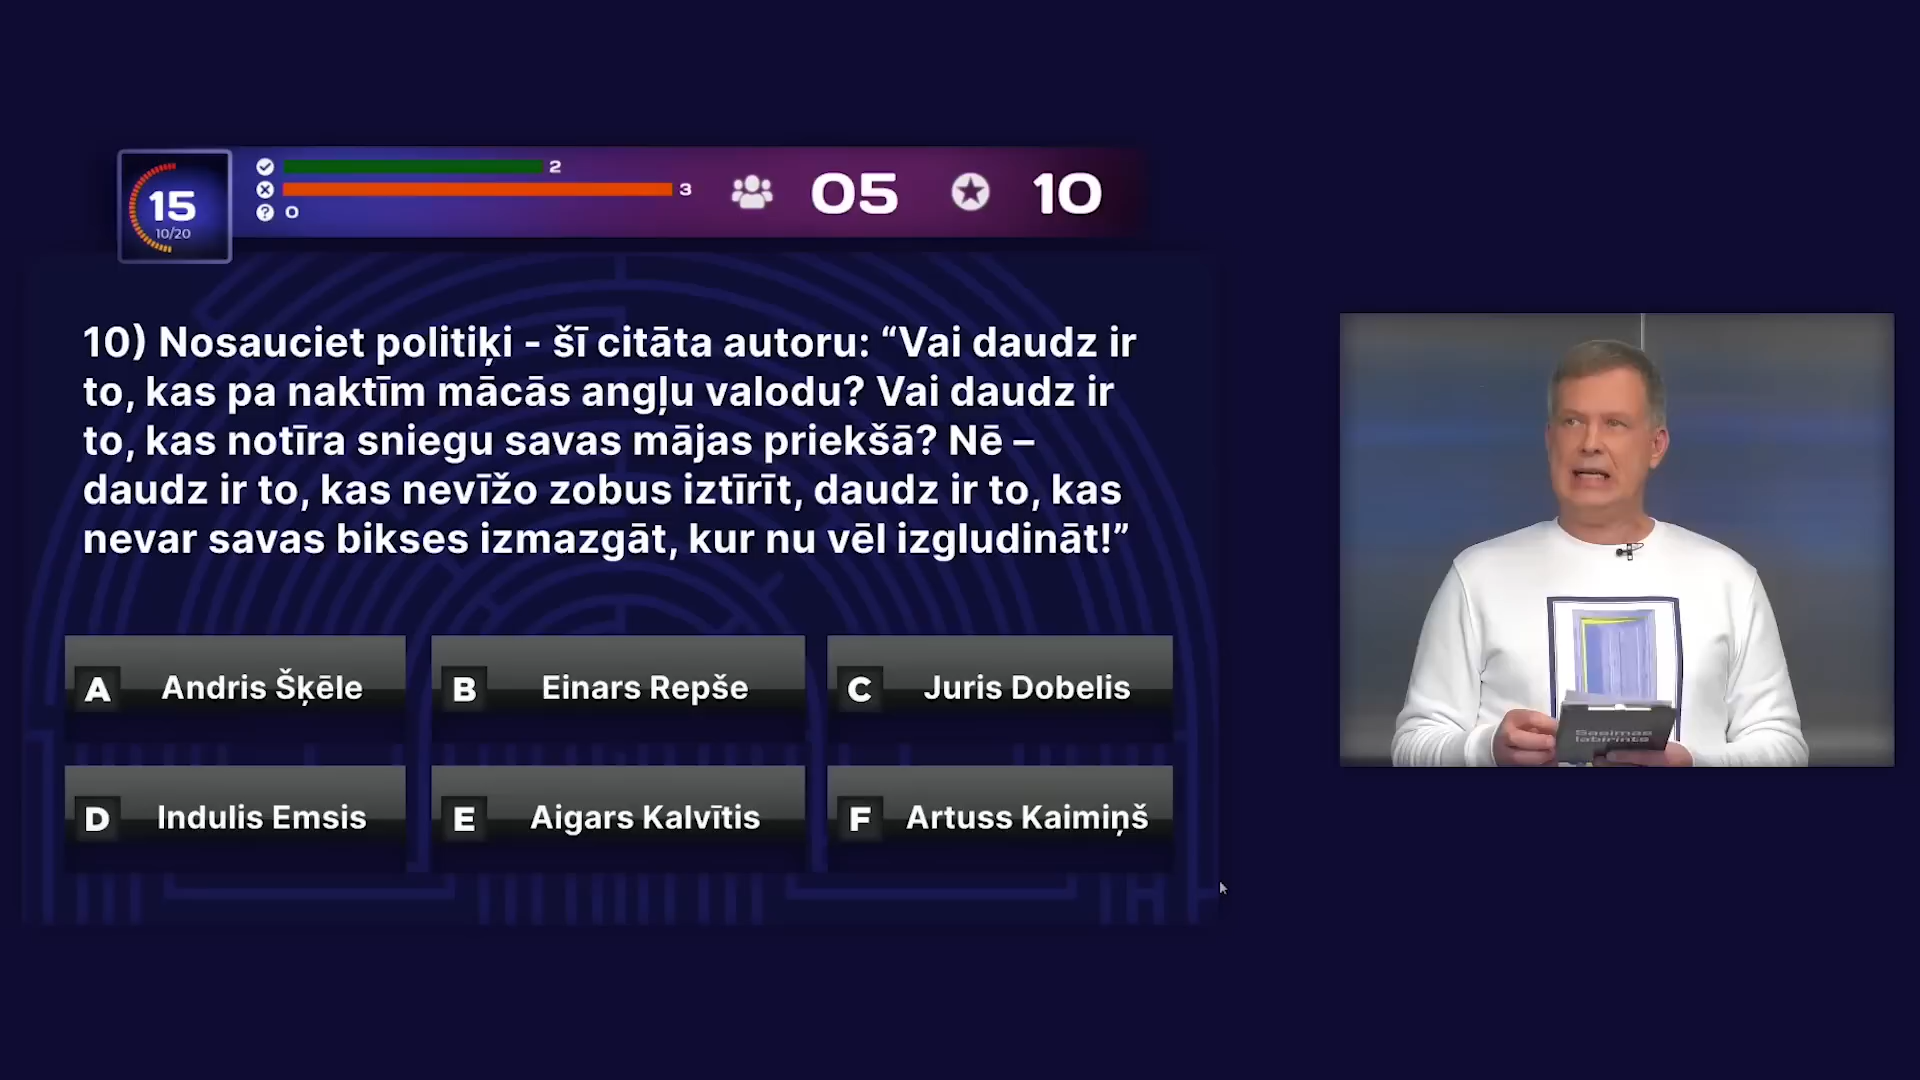 15
10/20
2
3
0
05
10
10) Nosauciet politiķi - šī citāta autoru: “Vai daudz ir
to, kas pa naktīm mācās angļu valodu? Vai daudz ir
to, kas notīra sniegu savas mājas priekšā? Nē –
daudz ir to, kas nevīžo zobus iztīrīt, daudz ir to, kas
nevar savas bikses izmazgāt, kur nu vēl izgludināt!”
A Andris Šķēle
B Einars Repše
C Juris Dobelis
D Indulis Emsis
E Aigars Kalvītis
F Artuss Kaimiņš
Saasinas
labirints